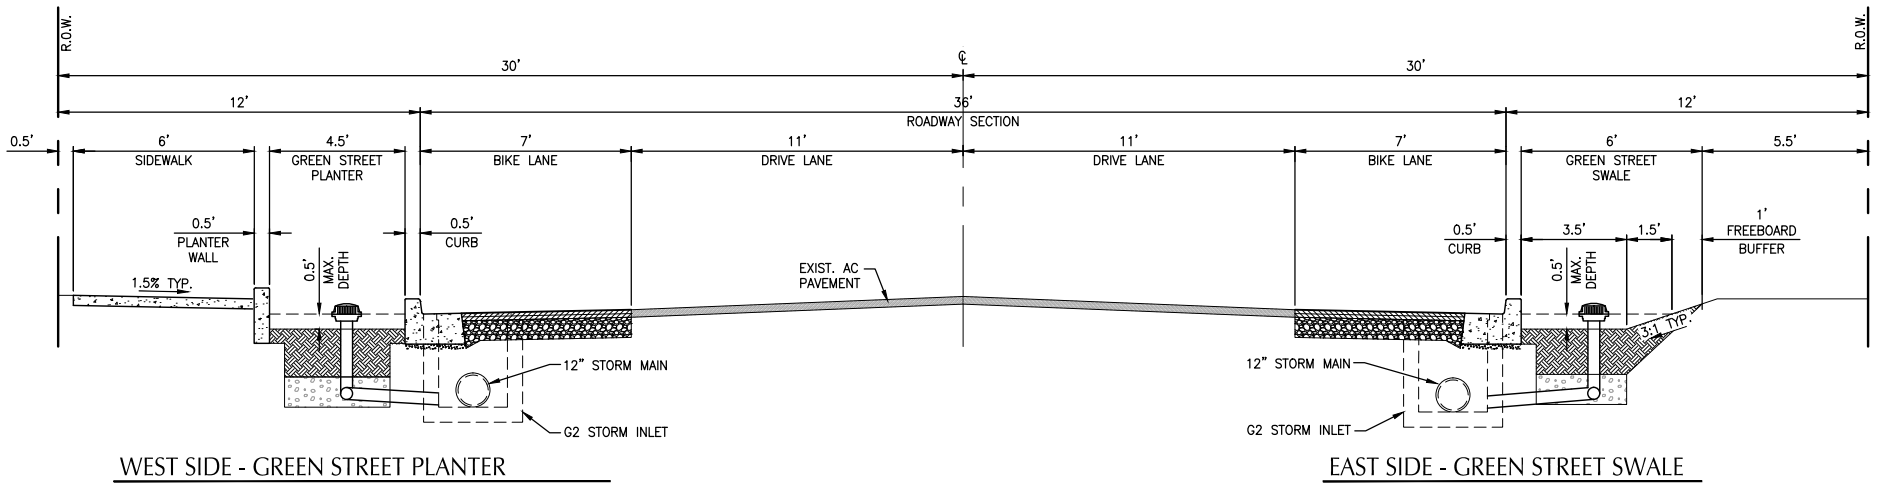 R.O.W.
R.O.W.
℄
30'
30'
12'
36'
12'
ROADWAY SECTION
0.5'
6'
4.5'
7'
11'
11'
7'
6'
5.5'
SIDEWALK
GREEN STREET
PLANTER
BIKE LANE
DRIVE LANE
DRIVE LANE
BIKE LANE
GREEN STREET
SWALE
0.5'
PLANTER
WALL
0.5'
CURB
0.5'
CURB
3.5'
1.5'
1'
FREEBOARD
BUFFER
0.5'
MAX.
DEPTH
0.5'
MAX.
DEPTH
1.5% TYP.
EXIST. AC
PAVEMENT
3:1 TYP.
12" STORM MAIN
12" STORM MAIN
G2 STORM INLET
G2 STORM INLET
WEST SIDE - GREEN STREET PLANTER
EAST SIDE - GREEN STREET SWALE